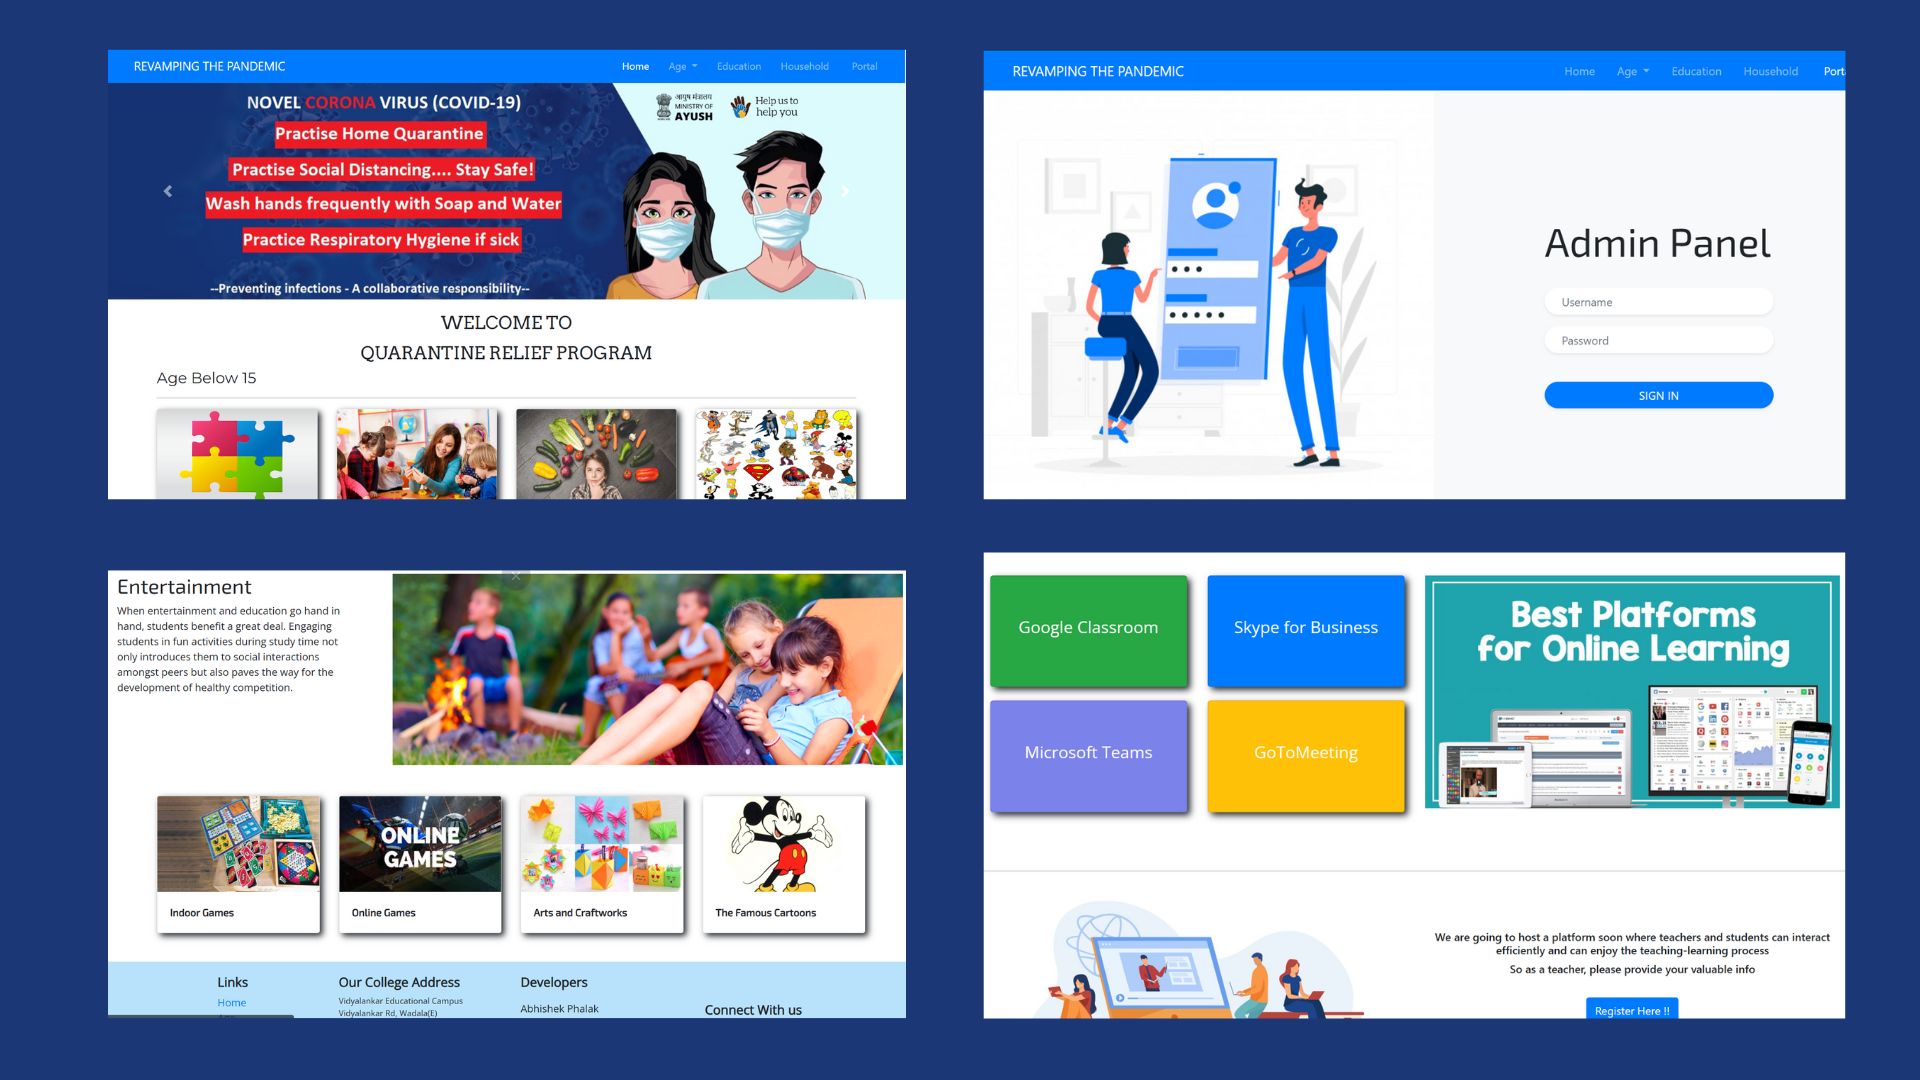 REVAMPING THE PANDEMIC
Home Age Education Household Portal
NOVEL CORONA VIRUS (COVID-19)
Practise Home Quarantine
Practise Social Distancing.... Stay Safe!
Wash hands frequently with Soap and Water
Practice Respiratory Hygiene if sick
--Preventing infections - A collaborative responsibility--
आयुष मंत्रालय
MINISTRY OF
AYUSH
Help us to
help you
WELCOME TO
QUARANTINE RELIEF PROGRAM
Age Below 15
REVAMPING THE PANDEMIC
Home Age Education Household Porta
Admin Panel
Username
Password
SIGN IN
Entertainment
When entertainment and education go hand in
hand, students benefit a great deal. Engaging
students in fun activities during study time not
only introduces them to social interactions
amongst peers but also paves the way for the
development of healthy competition.
ONLINE
GAMES
Indoor Games
Online Games
Arts and Craftworks
The Famous Cartoons
Links
Home
Our College Address
Vidyalankar Educational Campus
Vidyalankar Rd, Wadala(E)
Developers
Abhishek Phalak
Connect With us
Google Classroom
Skype for Business
Microsoft Teams
GoToMeeting
Best Platforms
for Online Learning
We are going to host a platform soon where teachers and students can interact
efficiently and can enjoy the teaching-learning process
So as a teacher, please provide your valuable info
Register Here !!